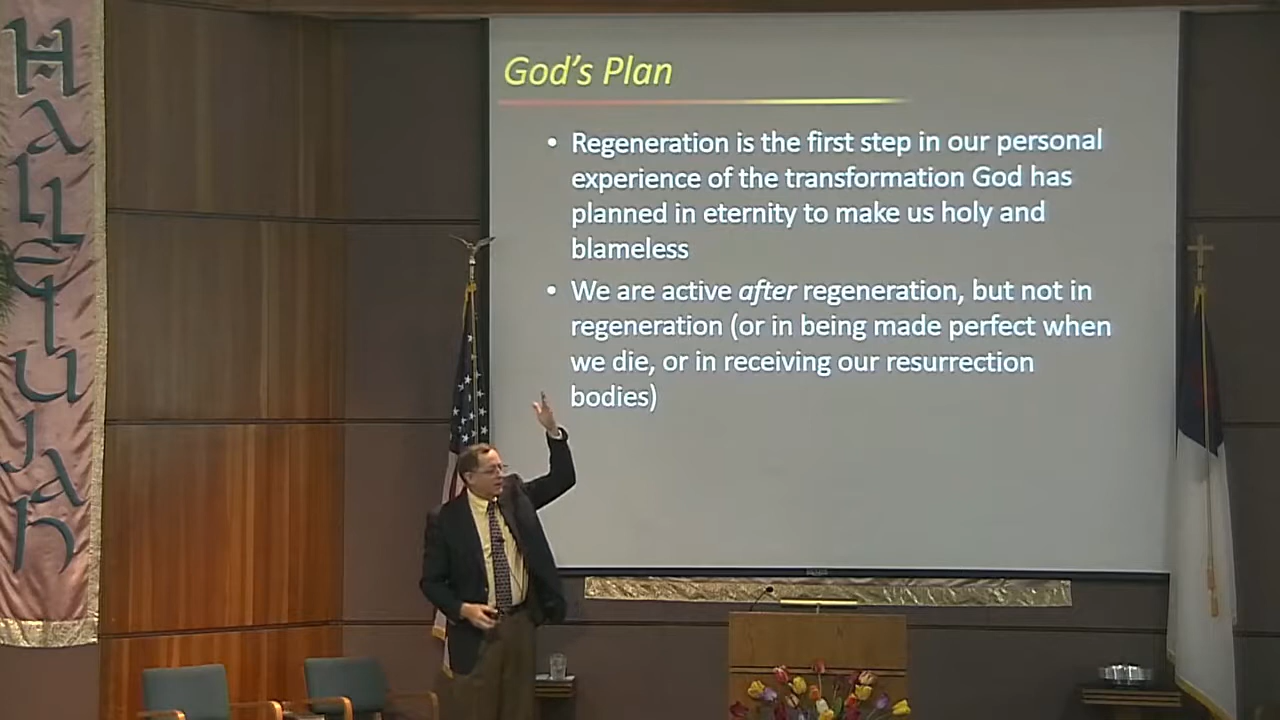 Hallelujah
God's Plan
• Regeneration is the first step in our personal
experience of the transformation God has
planned in eternity to make us holy and
blameless
• We are active after regeneration, but not in
regeneration (or in being made perfect when
we die, or in receiving our resurrection
bodies)